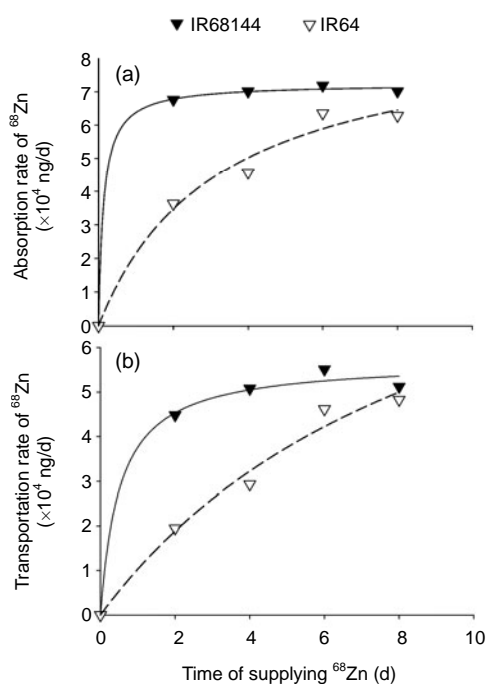 ▼ IR68144 ▽ IR64
(a)
Absorption rate of ⁶⁸Zn
(×10⁴ ng/d)
8
7
6
5
4
3
2
1
0
(b)
Transportation rate of ⁶⁸Zn
(×10⁴ ng/d)
6
5
4
3
2
1
0
0 2 4 6 8 10
Time of supplying ⁶⁸Zn (d)